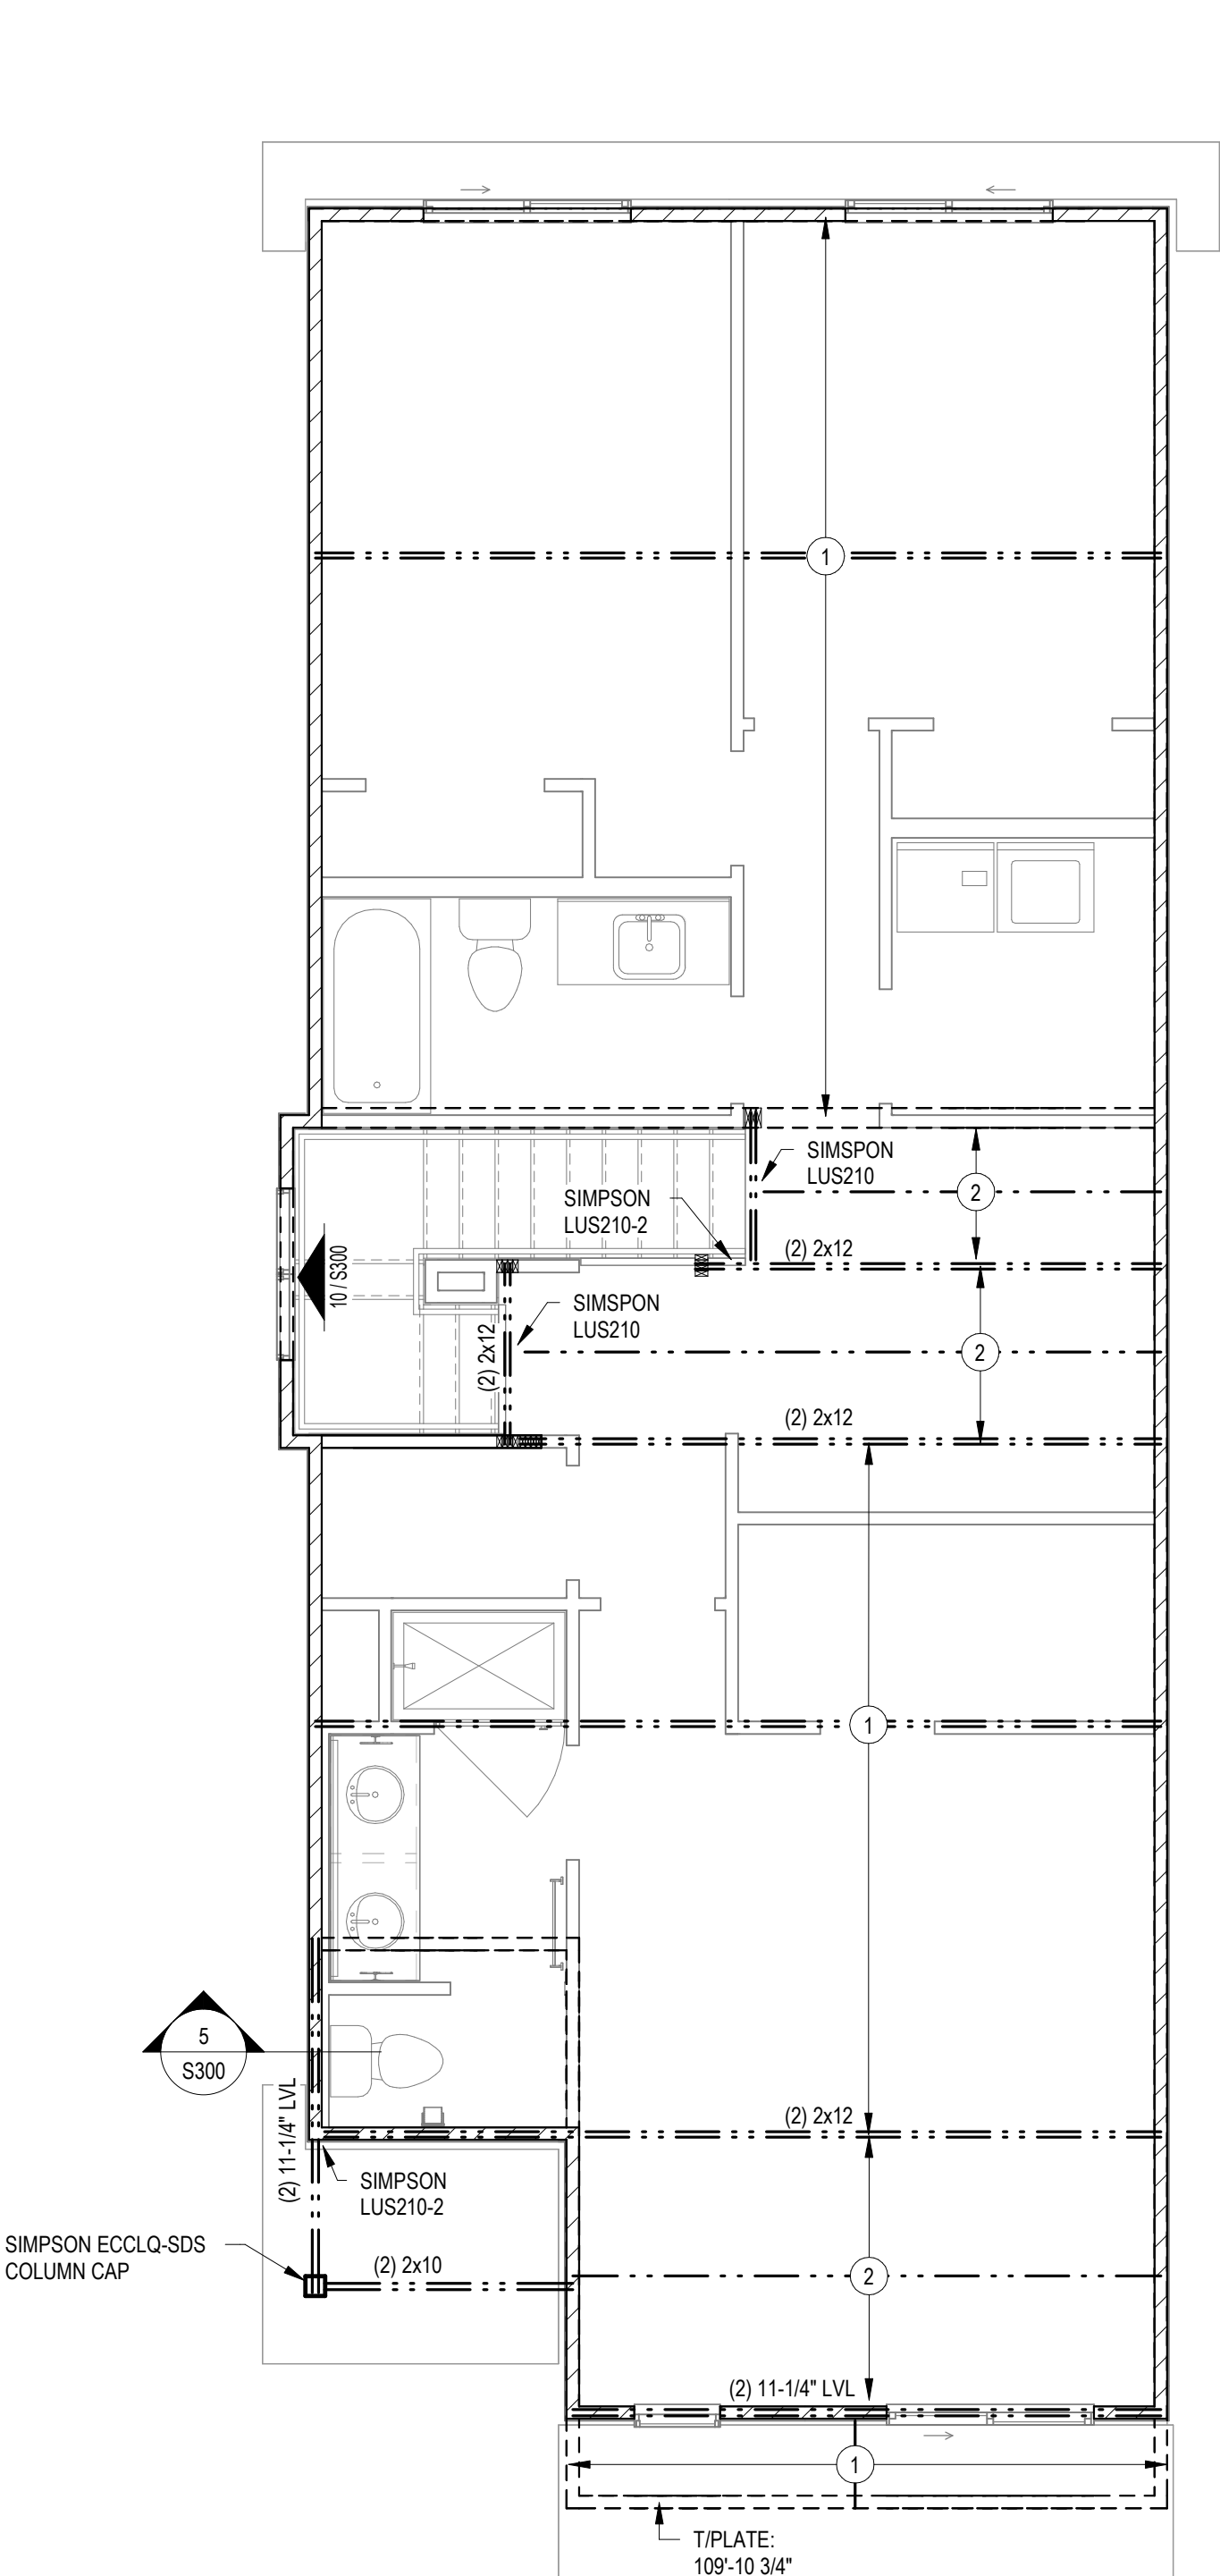 1
SIMSPON
LUS210
2
SIMPSON
LUS210-2
(2) 2x12
10 / S300
SIMSPON
LUS210
(2) 2x12
2
(2) 2x12
1
5
S300
(2) 11-1/4" LVL
(2) 2x12
SIMPSON
LUS210-2
SIMPSON ECCLQ-SDS
COLUMN CAP
(2) 2x10
2
(2) 11-1/4" LVL
1
T/PLATE:
109'-10 3/4"